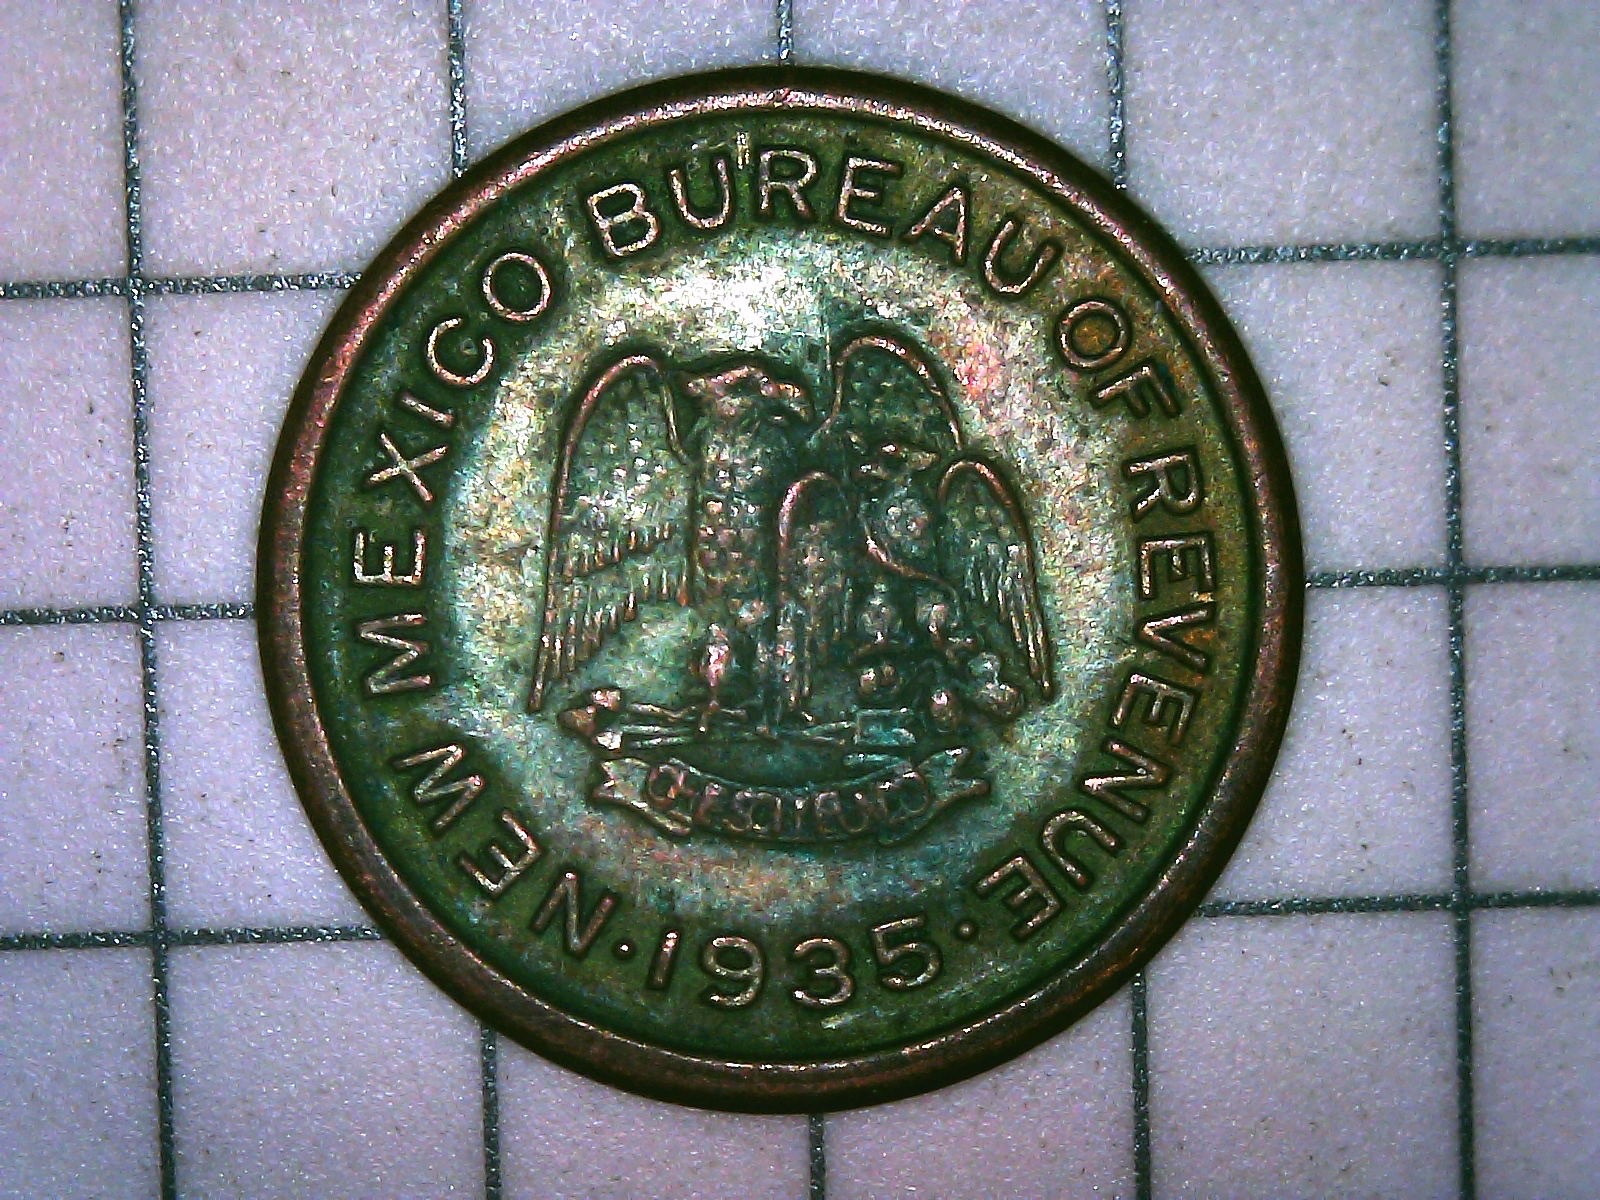 NEW MEXICO BUREAU OF REVENUE
· 1935 ·